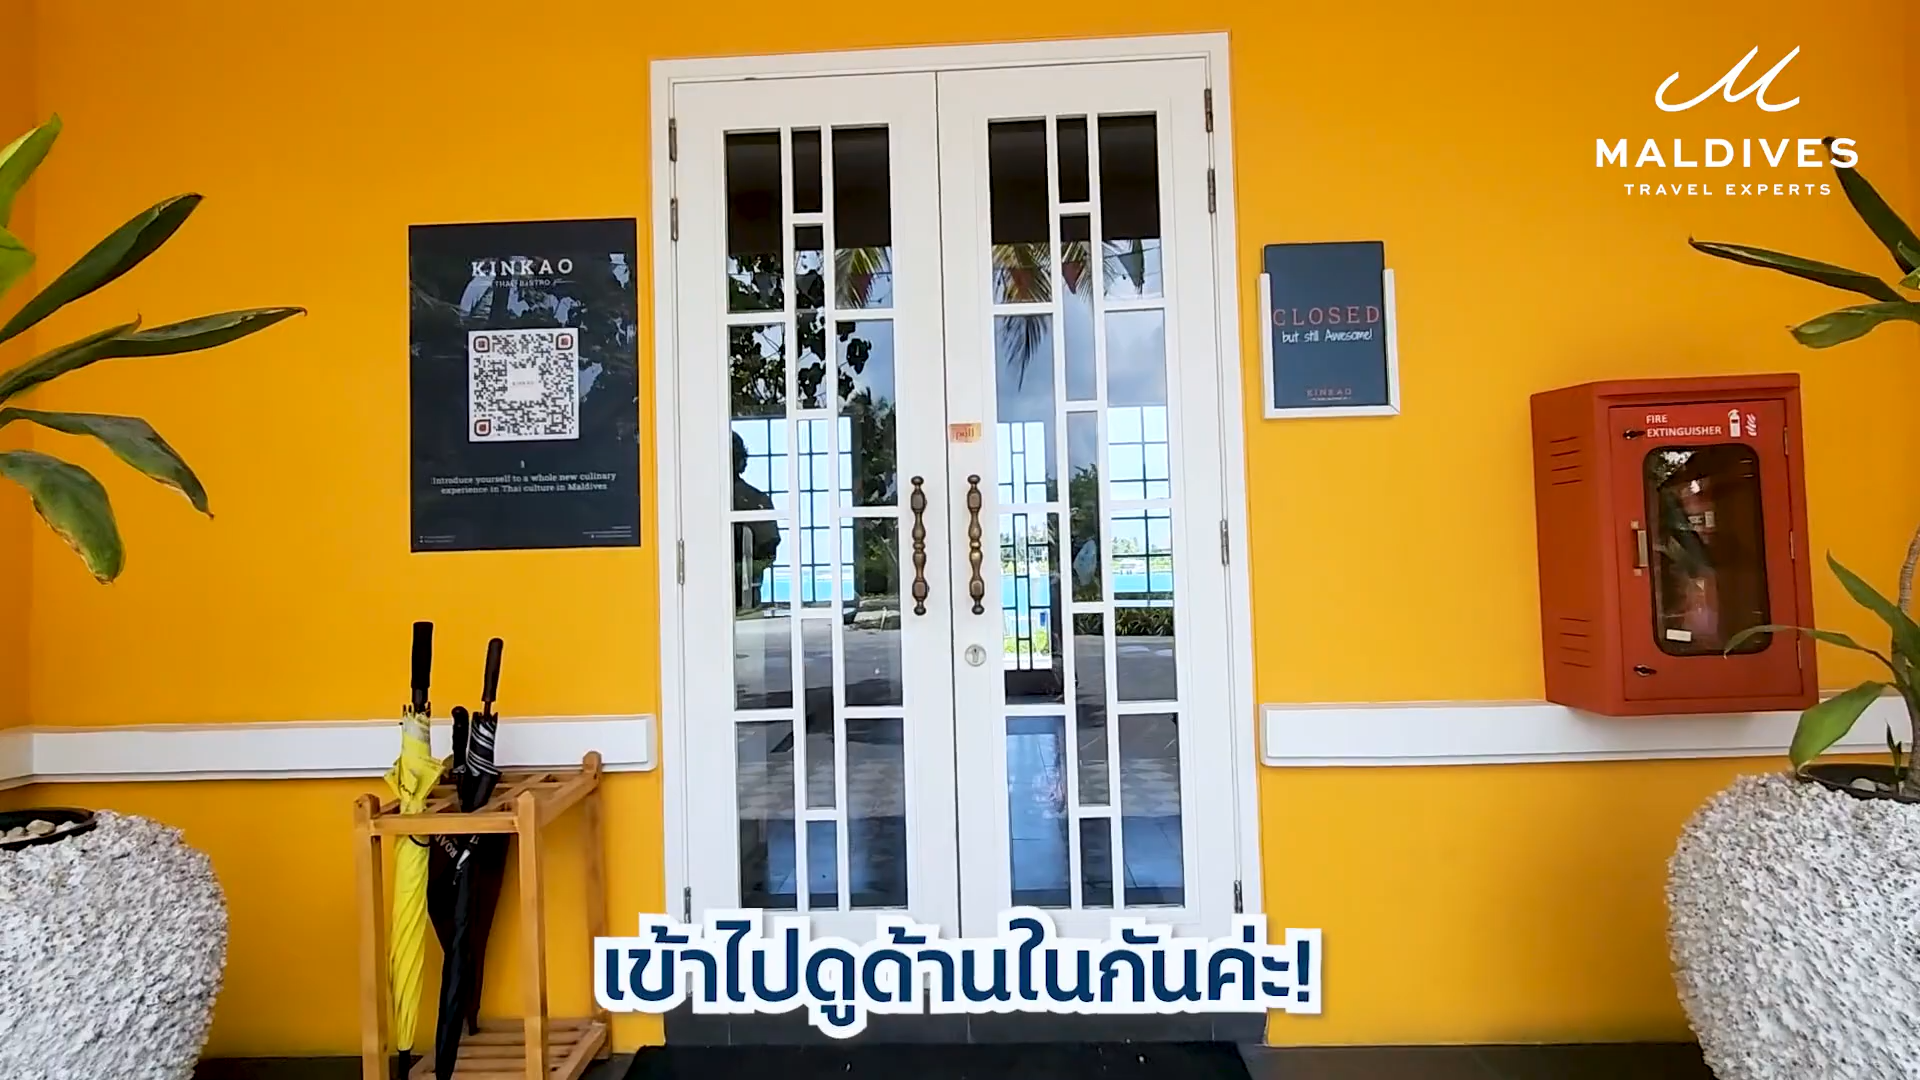 MALDIVES
TRAVEL EXPERTS
KINKAO
THAI BISTRO
KINKAO
Introduce yourself to a whole new culinary
experience in Thai culture in Maldives
CLOSED
but still Awesome!
KINKAO
pull
FIRE
EXTINGUISHER
เข้าไปดูด้านในกันค่ะ!